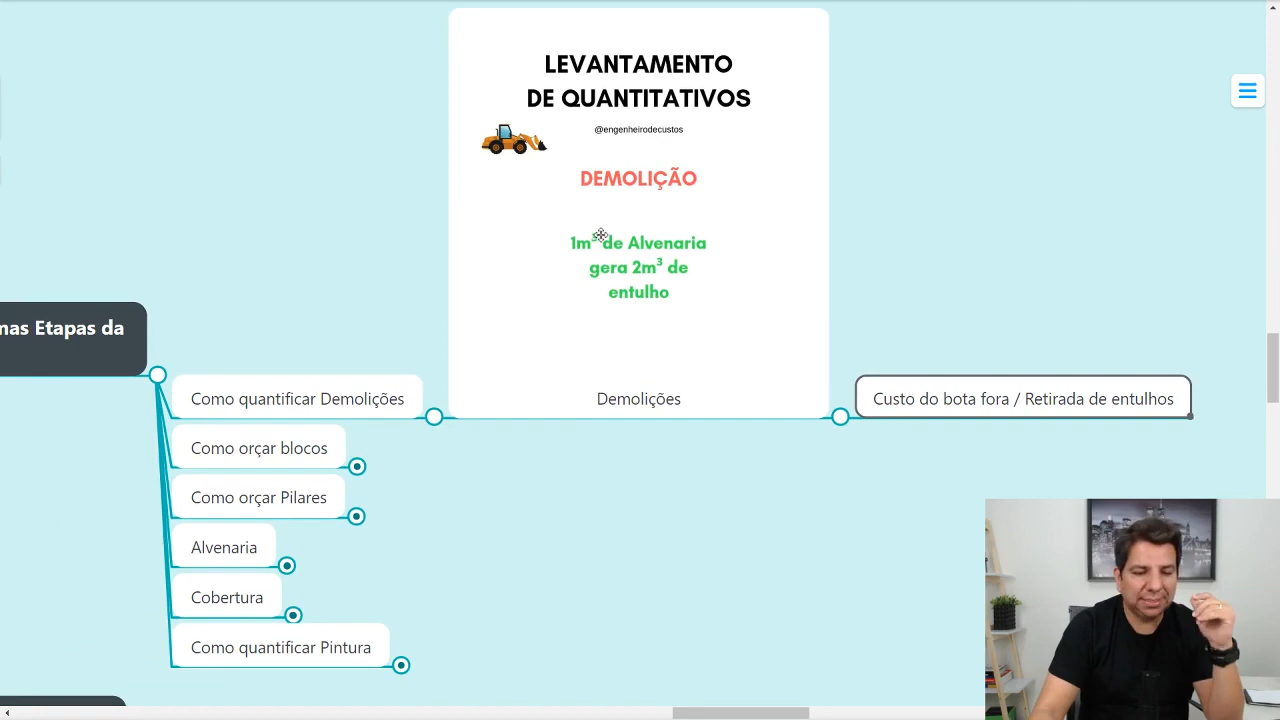 LEVANTAMENTO
DE QUANTITATIVOS
@engenheirodecustos
DEMOLIÇÃO
1m³ de Alvenaria
gera 2m³ de
entulho
Demolições
mas Etapas da
Como quantificar Demolições
Custo do bota fora / Retirada de entulhos
Como orçar blocos
Como orçar Pilares
Alvenaria
Cobertura
Como quantificar Pintura